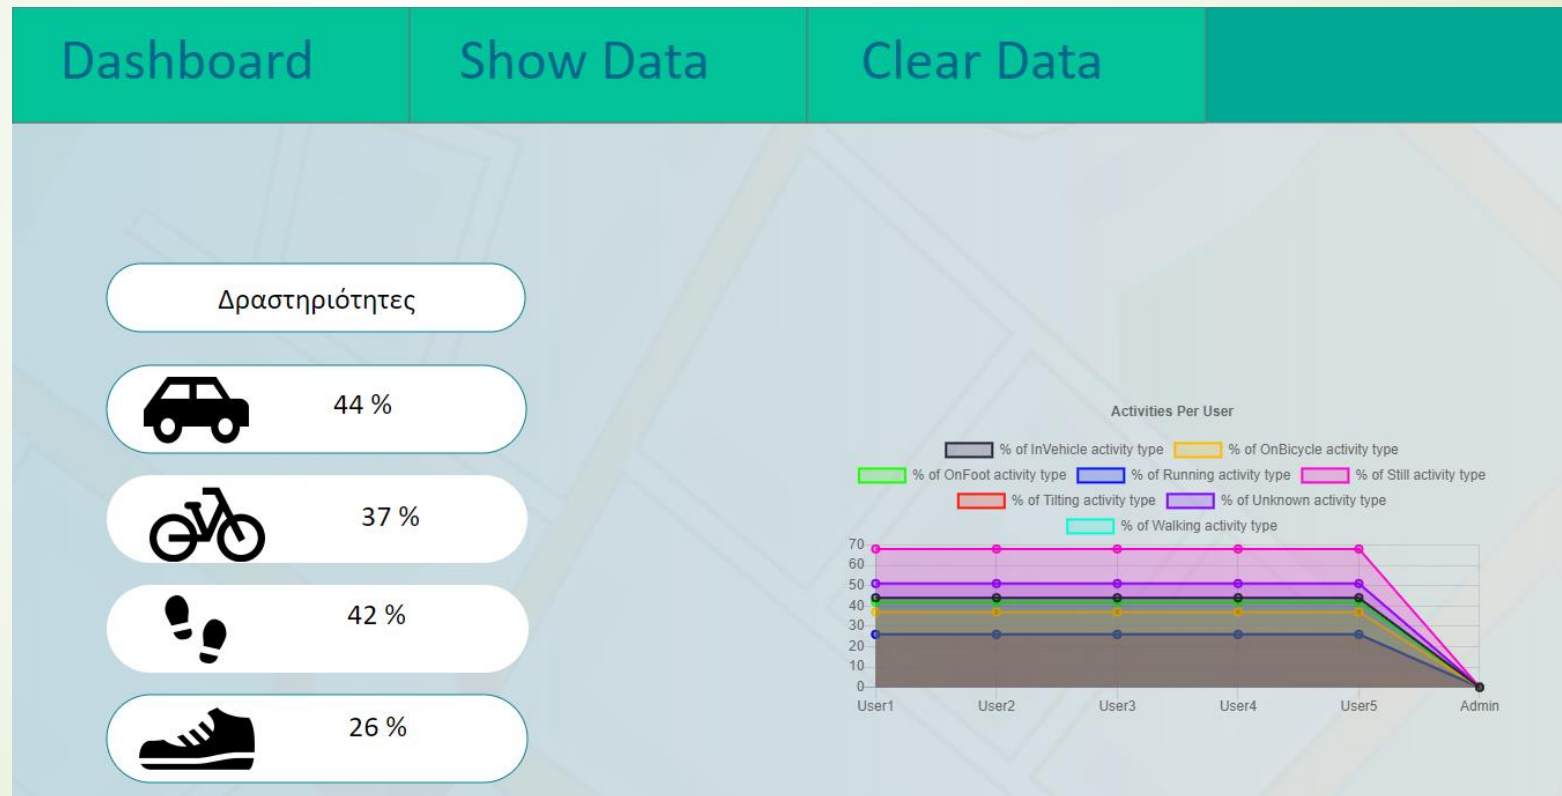 Dashboard
Show Data
Clear Data
Δραστηριότητες
44 %
37 %
42 %
26 %
Activities Per User
% of InVehicle activity type % of OnBicycle activity type
% of OnFoot activity type % of Running activity type % of Still activity type
% of Tilting activity type % of Unknown activity type
% of Walking activity type
70
60
50
40
30
20
10
0
User1 User2 User3 User4 User5 Admin